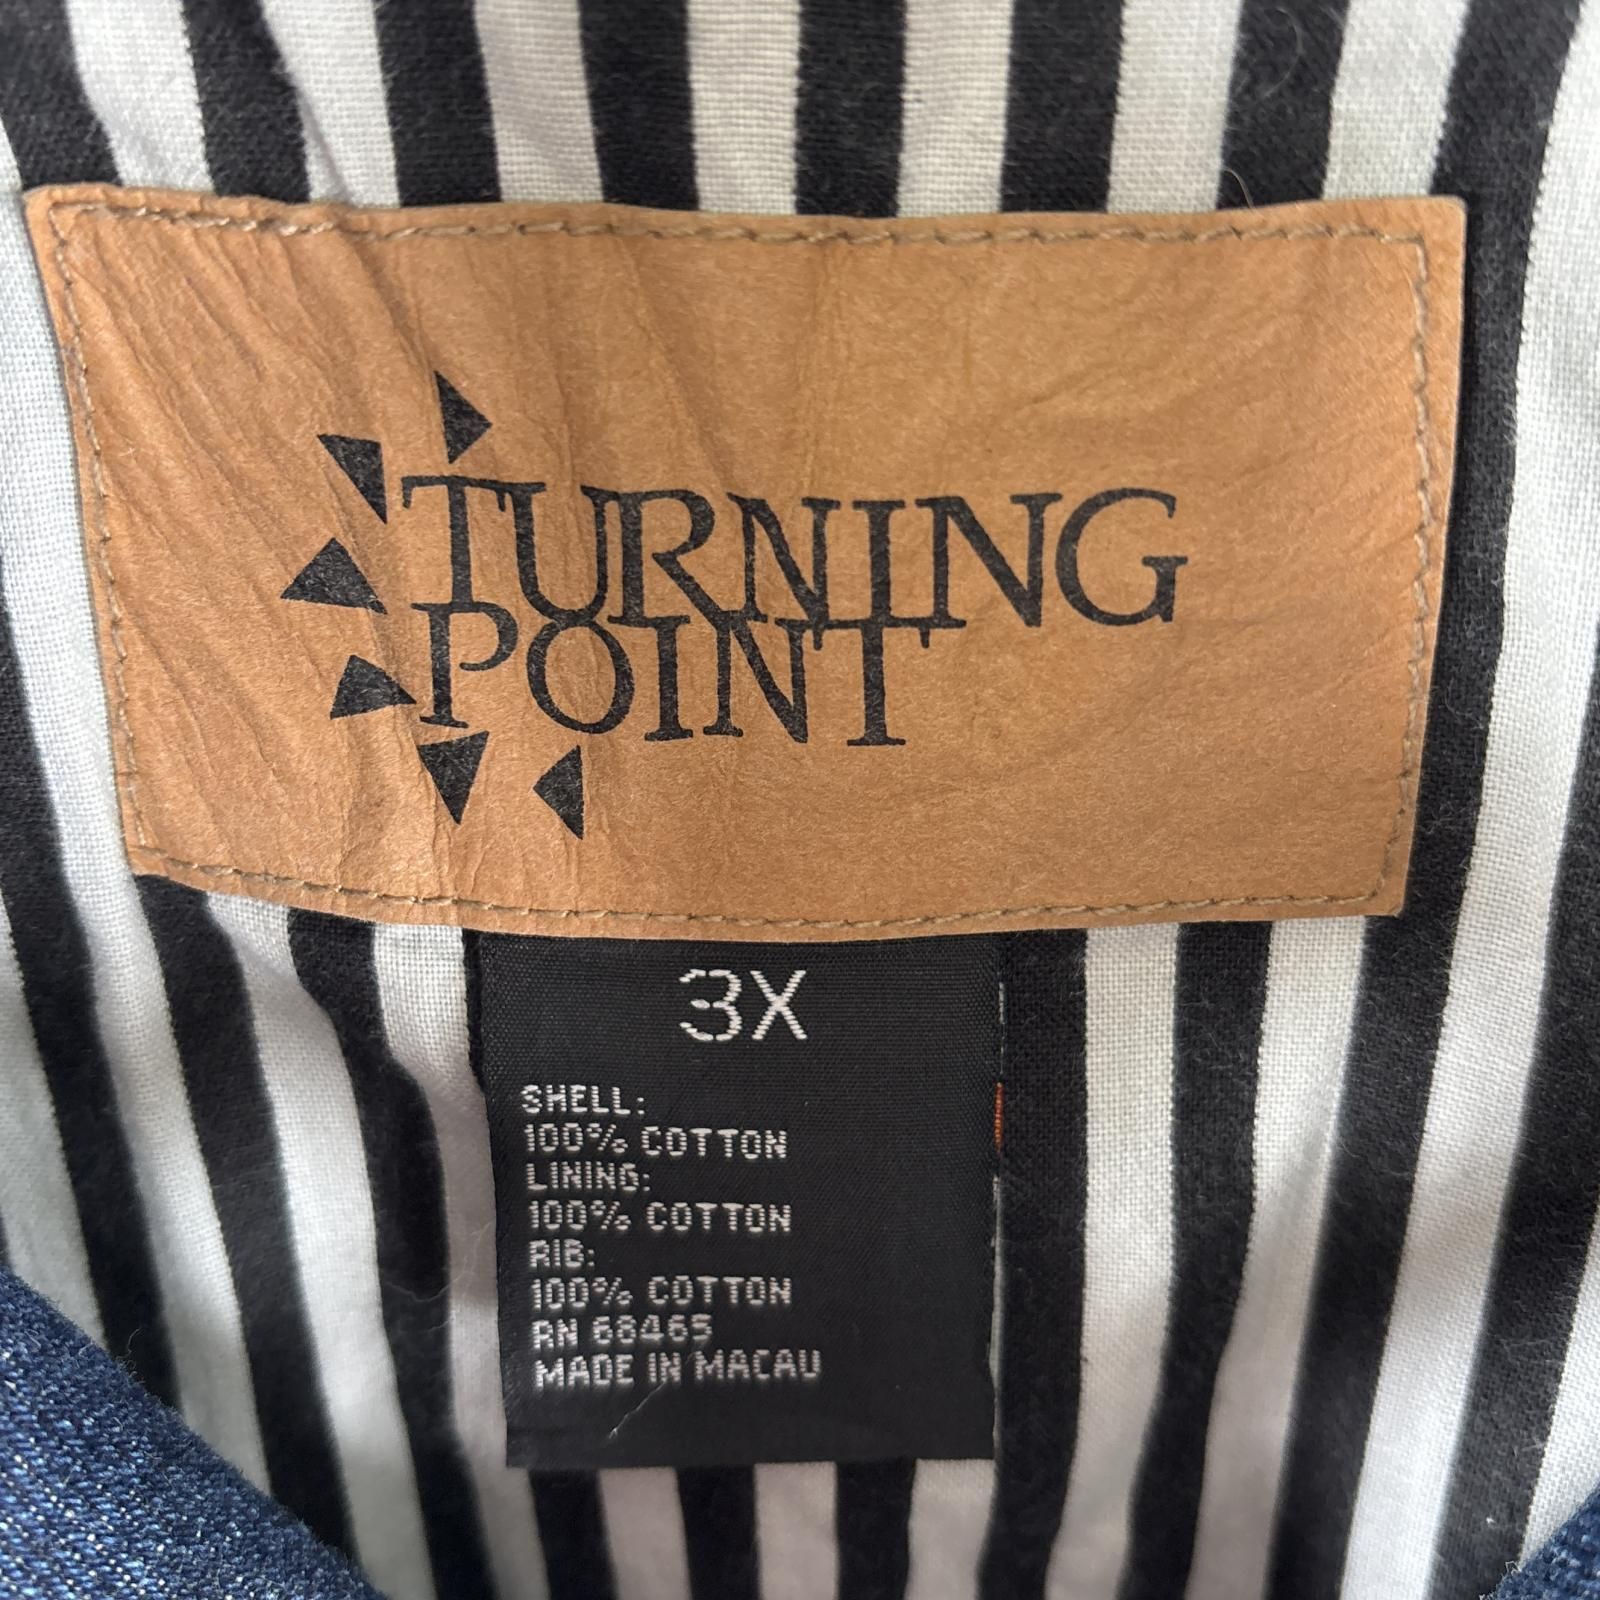 TURNING
POINT
3X
SHELL:
100% COTTON
LINING:
100% COTTON
RIB:
100% COTTON
RN 68465
MADE IN MACAU